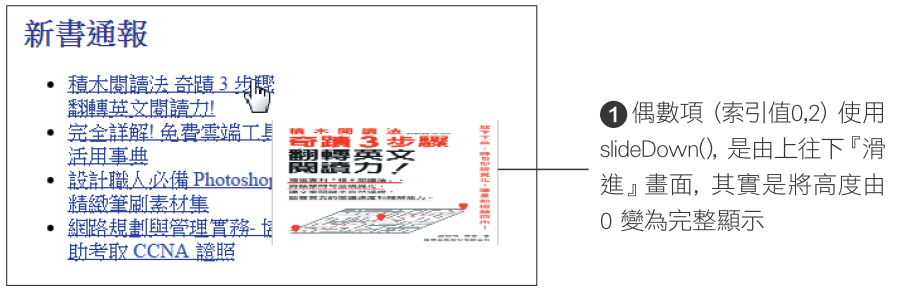 新書通報
積木閱讀法 奇蹟 3 步驟
翻轉英文閱讀力!
完全詳解! 免費雲端工具
活用事典
設計職人必備 Photoshop
精緻筆刷素材集
網路規劃與管理實務- 協
助考取 CCNA 證照
積木閱讀法
奇蹟3步驟
翻轉英文
閱讀力!
❶偶數項 (索引值0,2) 使用
slideDown(), 是由上往下『滑
進』畫面, 其實是將高度由
0 變為完整顯示